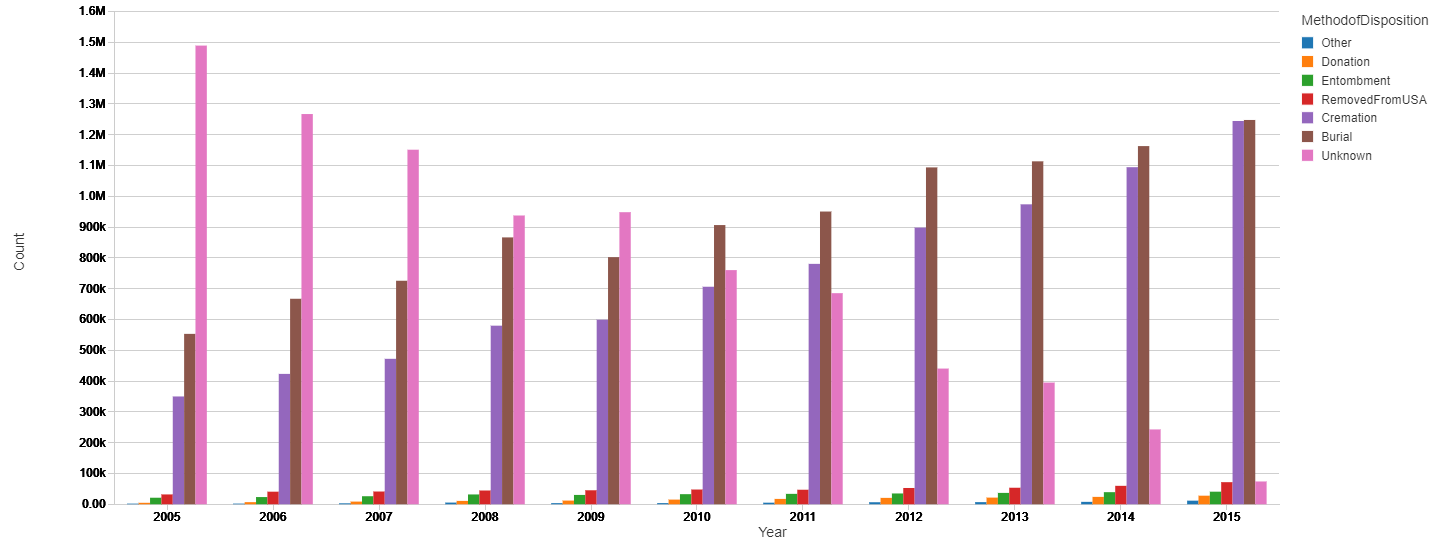 1.6M
1.5M
1.4M
1.3M
1.2M
1.1M
1.0M
900k
800k
700k
600k
500k
400k
300k
200k
100k
0.00
Count
2005 2006 2007 2008 2009 2010 2011 2012 2013 2014 2015
Year
MethodofDisposition
Other
Donation
Entombment
RemovedFromUSA
Cremation
Burial
Unknown